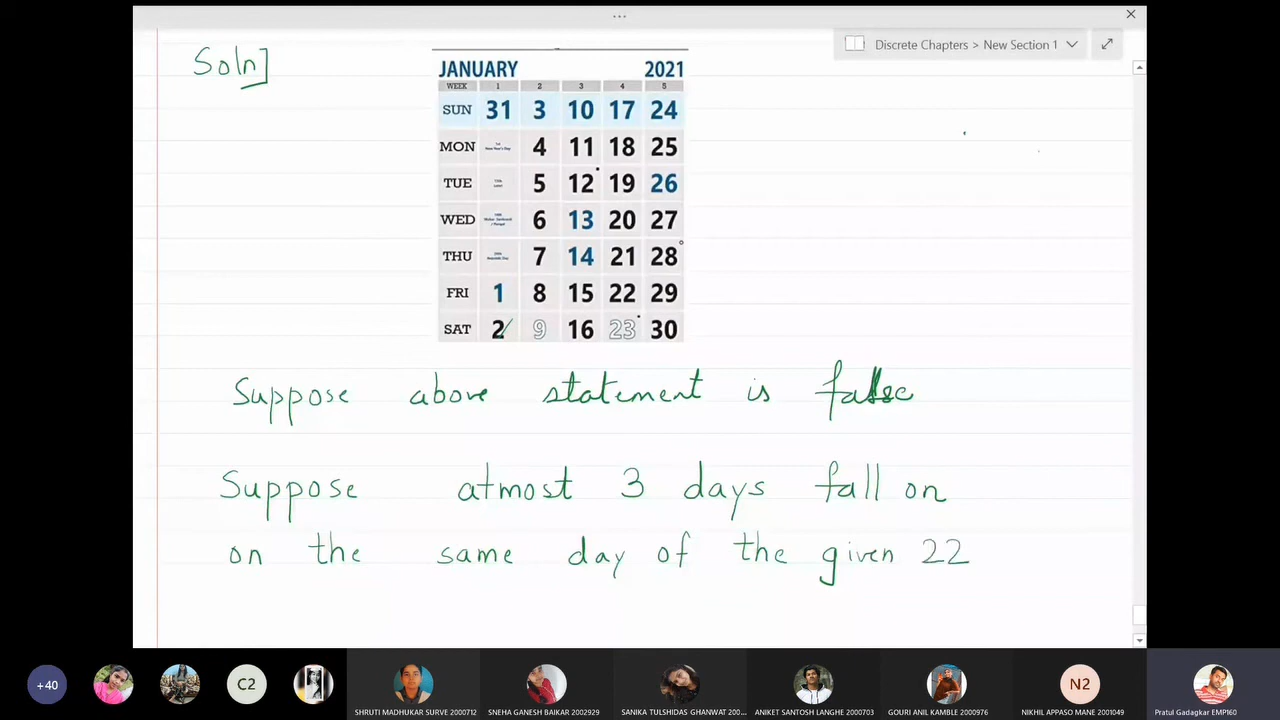 Discrete Chapters > New Section 1
Soln]
JANUARY 2021
WEEK 1 2 3 4 5
SUN 31 3 10 17 24
MON 4 11 18 25
TUE 5 12 19 26
WED 6 13 20 27
THU 7 14 21 28
FRI 1 8 15 22 29
SAT 2 9 16 23 30
Suppose above statement is false
Suppose atmost 3 days fall on
on the same day of the given 22
+40
C2
N2
SHRUTI MADHUKAR SURVE 2000712
SNEHA GANESH BAIKAR 2002929
SANIKA TULSHIDAS GHANWAT 200...
ANIKET SANTOSH LANGHE 2000703
GOURI ANIL KAMBLE 2000976
NIKHIL APPASO MANE 2001049
Pratul Gadagkar EMP160